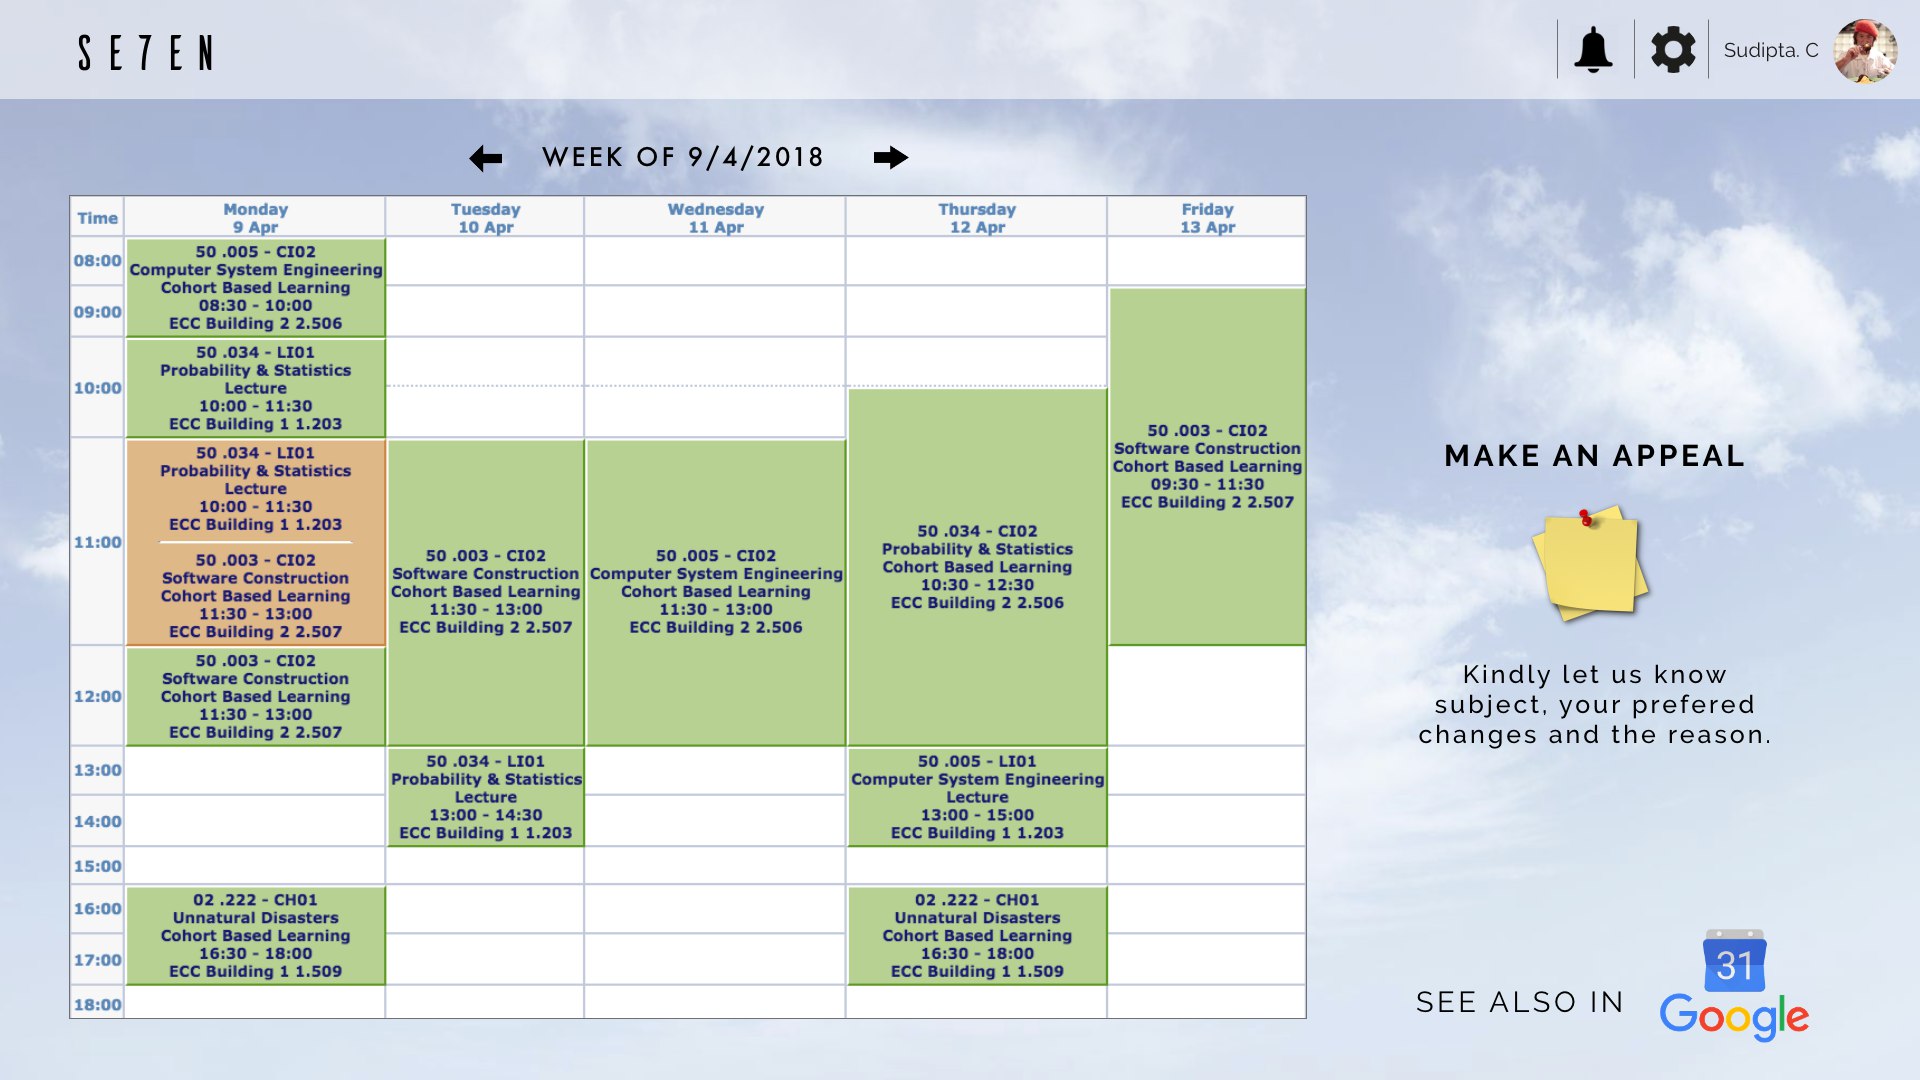 SE7EN
Sudipta. C
WEEK OF 9/4/2018
Time
Monday
9 Apr
Tuesday
10 Apr
Wednesday
11 Apr
Thursday
12 Apr
Friday
13 Apr
08:00
09:00
10:00
11:00
12:00
13:00
14:00
15:00
16:00
17:00
18:00
50 .005 - CI02
Computer System Engineering
Cohort Based Learning
08:30 - 10:00
ECC Building 2 2.506
50 .034 - LI01
Probability & Statistics
Lecture
10:00 - 11:30
ECC Building 1 1.203
50 .034 - LI01
Probability & Statistics
Lecture
10:00 - 11:30
ECC Building 1 1.203
50 .003 - CI02
Software Construction
Cohort Based Learning
11:30 - 13:00
ECC Building 2 2.507
50 .003 - CI02
Software Construction
Cohort Based Learning
11:30 - 13:00
ECC Building 2 2.507
02 .222 - CH01
Unnatural Disasters
Cohort Based Learning
16:30 - 18:00
ECC Building 1 1.509
50 .003 - CI02
Software Construction
Cohort Based Learning
11:30 - 13:00
ECC Building 2 2.507
50 .034 - LI01
Probability & Statistics
Lecture
13:00 - 14:30
ECC Building 1 1.203
50 .005 - CI02
Computer System Engineering
Cohort Based Learning
11:30 - 13:00
ECC Building 2 2.506
50 .034 - CI02
Probability & Statistics
Cohort Based Learning
10:30 - 12:30
ECC Building 2 2.506
50 .005 - LI01
Computer System Engineering
Lecture
13:00 - 15:00
ECC Building 1 1.203
02 .222 - CH01
Unnatural Disasters
Cohort Based Learning
16:30 - 18:00
ECC Building 1 1.509
50 .003 - CI02
Software Construction
Cohort Based Learning
09:30 - 11:30
ECC Building 2 2.507
MAKE AN APPEAL
Kindly let us know
subject, your prefered
changes and the reason.
SEE ALSO IN
31
Google